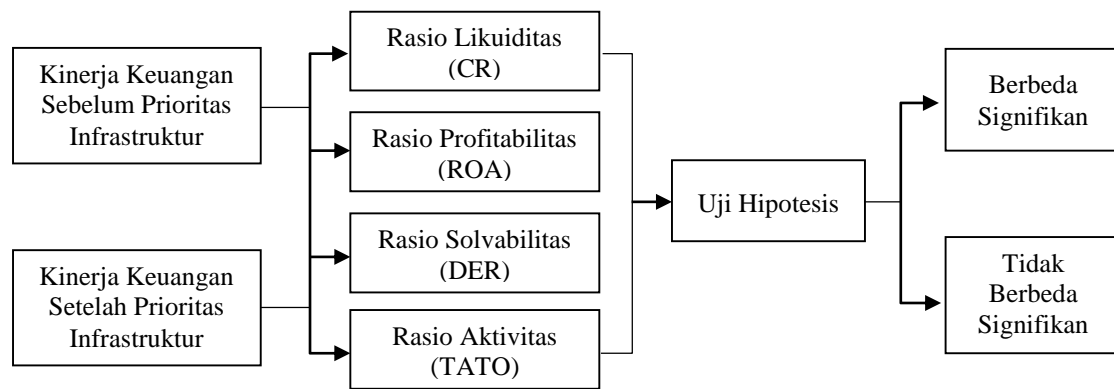 Kinerja Keuangan
Sebelum Prioritas
Infrastruktur
Kinerja Keuangan
Setelah Prioritas
Infrastruktur
Rasio Likuiditas
(CR)
Rasio Profitabilitas
(ROA)
Rasio Solvabilitas
(DER)
Rasio Aktivitas
(TATO)
Uji Hipotesis
Berbeda
Signifikan
Tidak
Berbeda
Signifikan